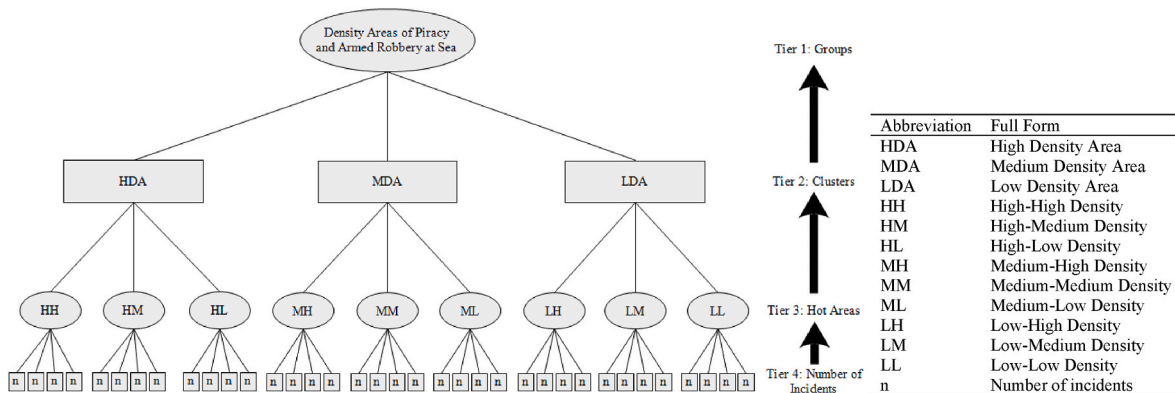 Density Areas of Piracy
and Armed Robbery at Sea
HDA
MDA
LDA
HH
HM
HL
MH
MM
ML
LH
LM
LL
n n n n n n n n n n n n n n n n n n n n n n n n n n n n n n n n n n n n
Tier 1: Groups
Tier 2: Clusters
Tier 3: Hot Areas
Tier 4: Number of
Incidents
Abbreviation Full Form
HDA High Density Area
MDA Medium Density Area
LDA Low Density Area
HH High-High Density
HM High-Medium Density
HL High-Low Density
MH Medium-High Density
MM Medium-Medium Density
ML Medium-Low Density
LH Low-High Density
LM Low-Medium Density
LL Low-Low Density
n Number of incidents